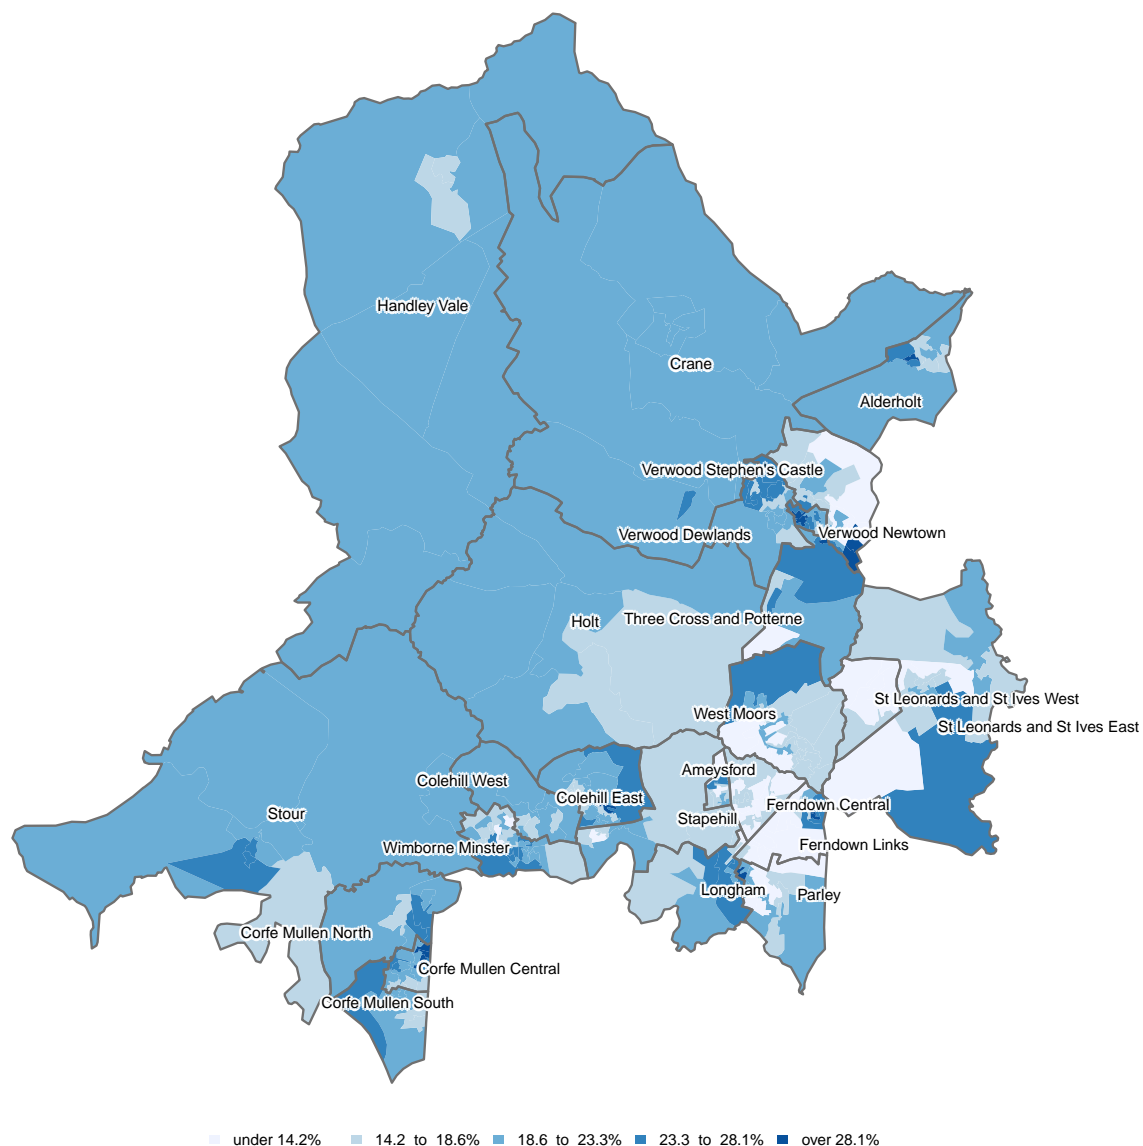 Handley Vale
Crane
Alderholt
Verwood Stephen's Castle
Verwood Dewlands
Verwood Newtown
Holt
Three Cross and Potterne
St Leonards and St Ives West
West Moors
St Leonards and St Ives East
Ameysford
Colehill West
Colehill East
Ferndown Central
Stour
Stapehill
Wimborne Minster
Ferndown Links
Longham
Parley
Corfe Mullen North
Corfe Mullen Central
Corfe Mullen South
under 14.2% 14.2 to 18.6% 18.6 to 23.3% 23.3 to 28.1% over 28.1%